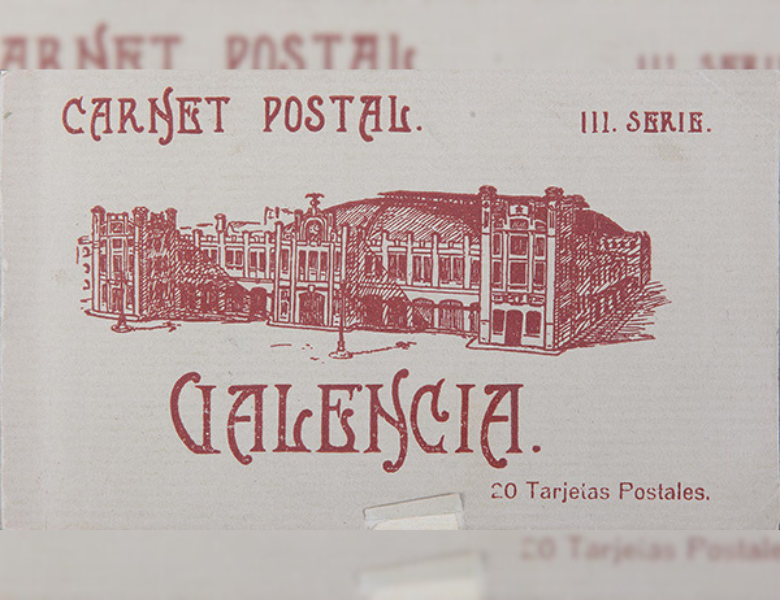 CARNET POSTAL.
III. SERIE.
VALENCIA.
20 Tarjetas Postales.